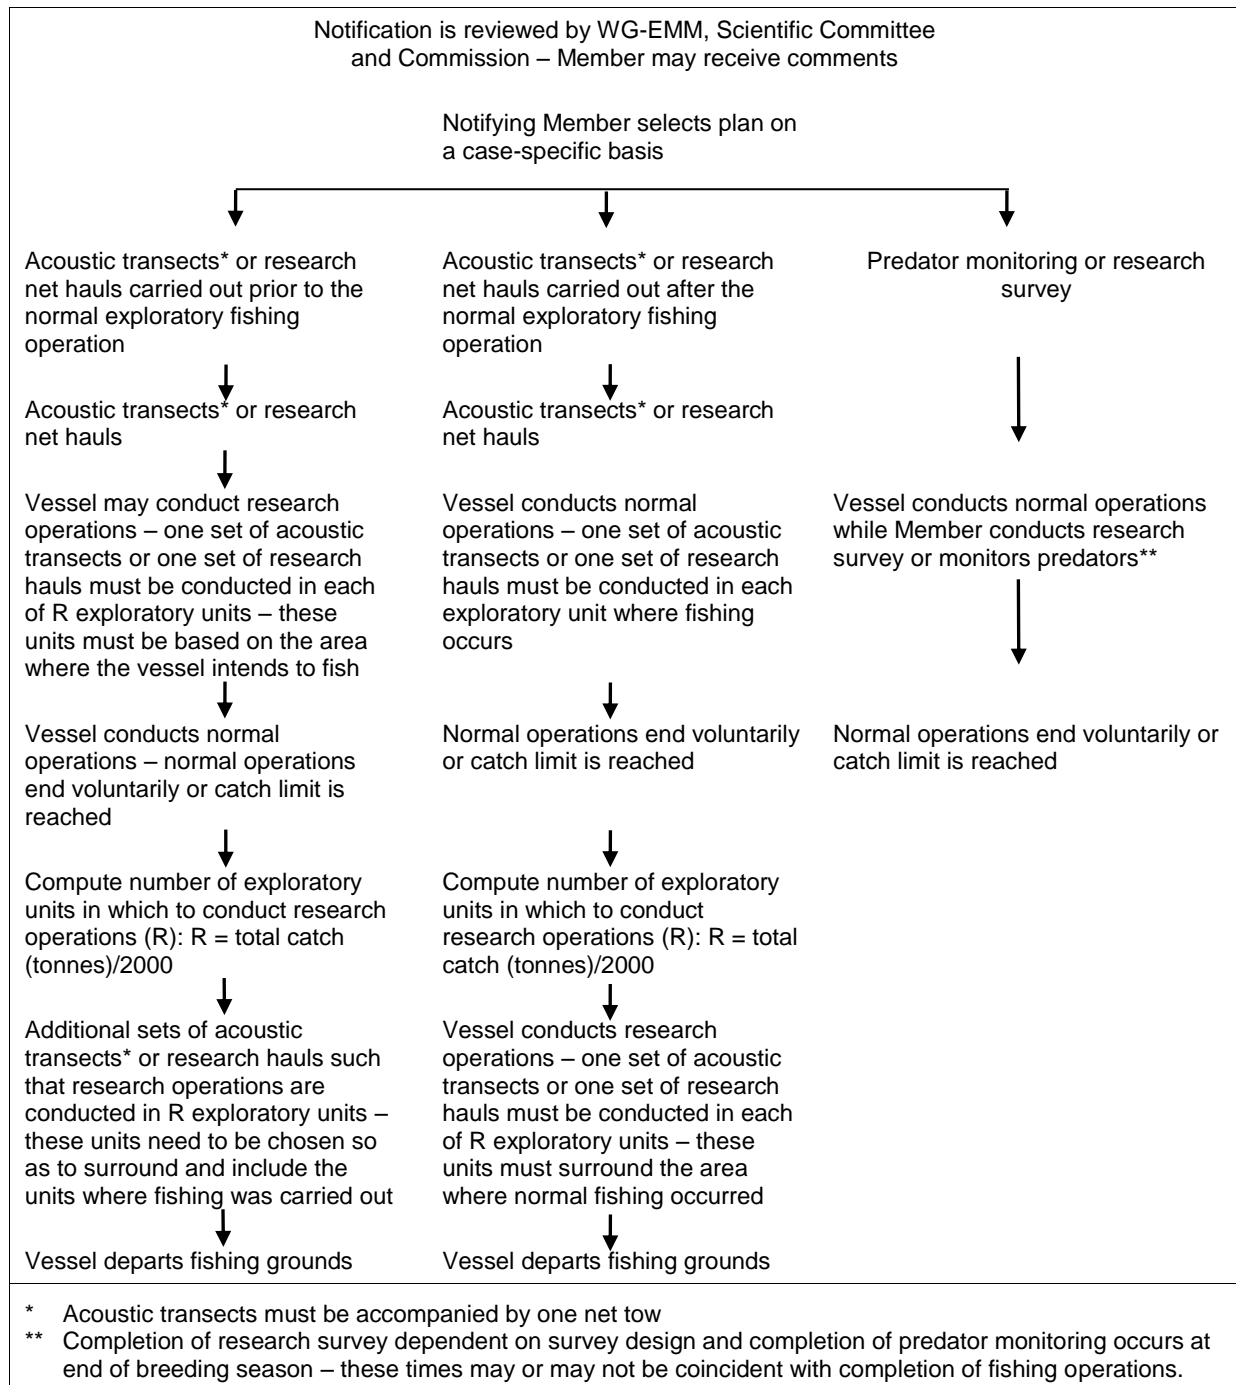 Notification is reviewed by WG-EMM, Scientific Committee
and Commission – Member may receive comments
Notifying Member selects plan on
a case-specific basis
Acoustic transects* or research
net hauls carried out prior to the
normal exploratory fishing
operation
Acoustic transects* or research
net hauls
Vessel may conduct research
operations – one set of acoustic
transects or one set of research
hauls must be conducted in each
of R exploratory units – these
units must be based on the area
where the vessel intends to fish
Vessel conducts normal
operations – normal operations
end voluntarily or catch limit is
reached
Compute number of exploratory
units in which to conduct research
operations (R): R = total catch
(tonnes)/2000
Additional sets of acoustic
transects* or research hauls such
that research operations are
conducted in R exploratory units –
these units need to be chosen so
as to surround and include the
units where fishing was carried out
Vessel departs fishing grounds
Acoustic transects* or research
net hauls carried out after the
normal exploratory fishing
operation
Acoustic transects* or research
net hauls
Vessel conducts normal
operations – one set of acoustic
transects or one set of research
hauls must be conducted in each
exploratory unit where fishing
occurs
Normal operations end voluntarily
or catch limit is reached
Compute number of exploratory
units in which to conduct
research operations (R): R = total
catch (tonnes)/2000
Vessel conducts research
operations – one set of acoustic
transects or one set of research
hauls must be conducted in each
of R exploratory units – these
units must surround the area
where normal fishing occurred
Vessel departs fishing grounds
Predator monitoring or research
survey
Vessel conducts normal operations
while Member conducts research
survey or monitors predators**
Normal operations end voluntarily or
catch limit is reached
* Acoustic transects must be accompanied by one net tow
** Completion of research survey dependent on survey design and completion of predator monitoring occurs at
end of breeding season – these times may or may not be coincident with completion of fishing operations.